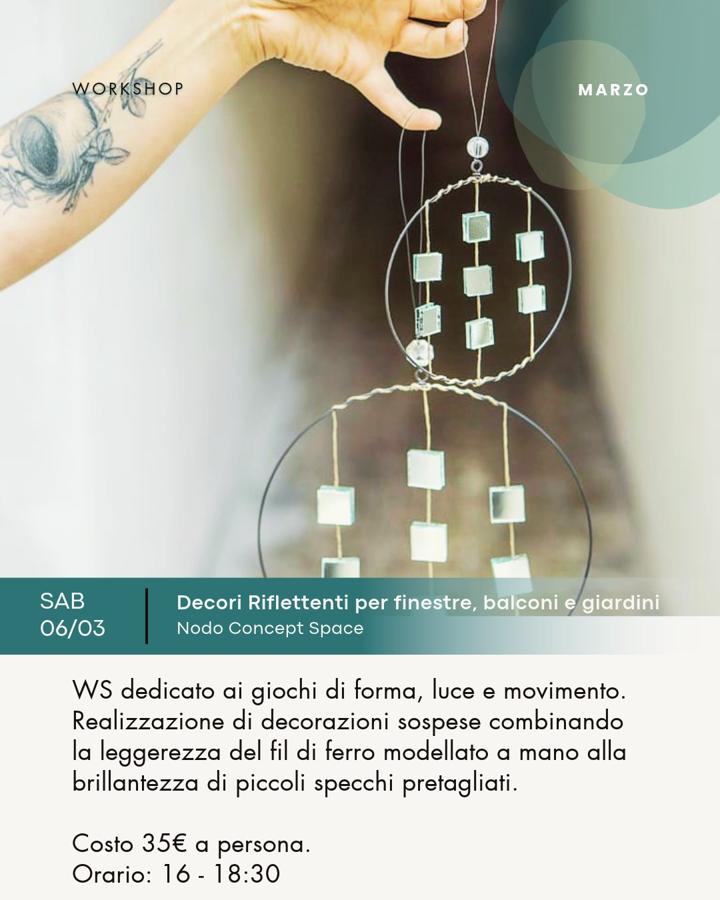 WORKSHOP
MARZO
SAB
06/03
Decori Riflettenti per finestre, balconi e giardini
Nodo Concept Space
WS dedicato ai giochi di forma, luce e movimento.
Realizzazione di decorazioni sospese combinando
la leggerezza del fil di ferro modellato a mano alla
brillantezza di piccoli specchi pretagliati.
Costo 35€ a persona.
Orario: 16 - 18:30